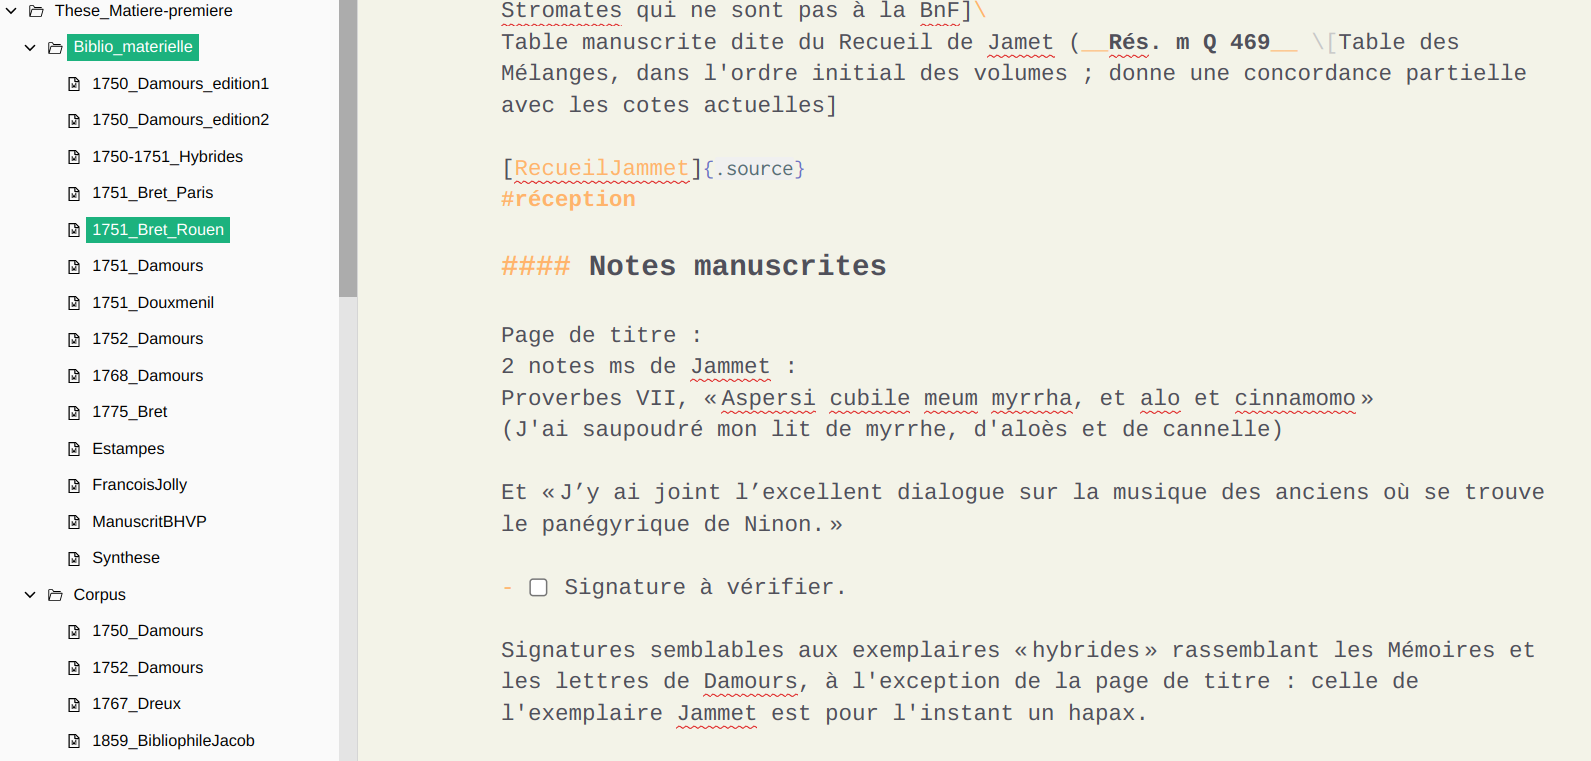 These_Matiere-premiere
Biblio_materielle
1750_Damours_edition1
1750_Damours_edition2
1750-1751_Hybrides
1751_Bret_Paris
1751_Bret_Rouen
1751_Damours
1751_Douxmenil
1752_Damours
1768_Damours
1775_Bret
Estampes
FrancoisJolly
ManuscritBHVP
Synthese
Corpus
1750_Damours
1752_Damours
1767_Dreux
1859_BibliophileJacob
Stromates qui ne sont pas à la BnF]\
Table manuscrite dite du Recueil de Jamet (__Rés. m Q 469__ \[Table des
Mélanges, dans l'ordre initial des volumes ; donne une concordance partielle
avec les cotes actuelles]
[RecueilJammet]{.source}
#réception
#### Notes manuscrites
Page de titre :
2 notes ms de Jammet :
Proverbes VII, « Aspersi cubile meum myrrha, et alo et cinnamomo »
(J'ai saupoudré mon lit de myrrhe, d'aloès et de cannelle)
Et « J’y ai joint l’excellent dialogue sur la musique des anciens où se trouve
le panégyrique de Ninon. »
- Signature à vérifier.
Signatures semblables aux exemplaires « hybrides » rassemblant les Mémoires et
les lettres de Damours, à l'exception de la page de titre : celle de
l'exemplaire Jammet est pour l'instant un hapax.